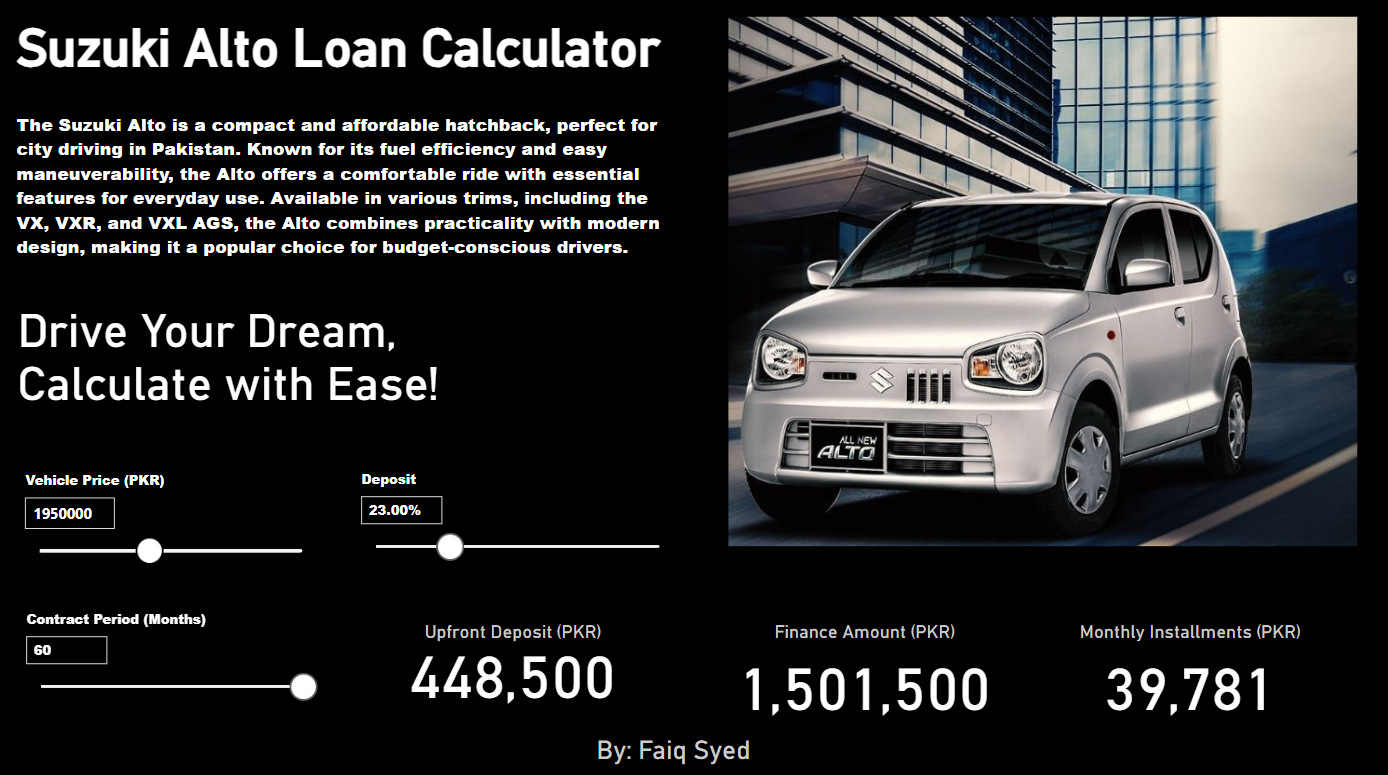 Suzuki Alto Loan Calculator
The Suzuki Alto is a compact and affordable hatchback, perfect for
city driving in Pakistan. Known for its fuel efficiency and easy
maneuverability, the Alto offers a comfortable ride with essential
features for everyday use. Available in various trims, including the
VX, VXR, and VXL AGS, the Alto combines practicality with modern
design, making it a popular choice for budget-conscious drivers.
Drive Your Dream,
Calculate with Ease!
ALL NEW
ALTO
Vehicle Price (PKR)
1950000
Deposit
23.00%
Contract Period (Months)
60
Upfront Deposit (PKR)
448,500
Finance Amount (PKR)
1,501,500
Monthly Installments (PKR)
39,781
By: Faiq Syed